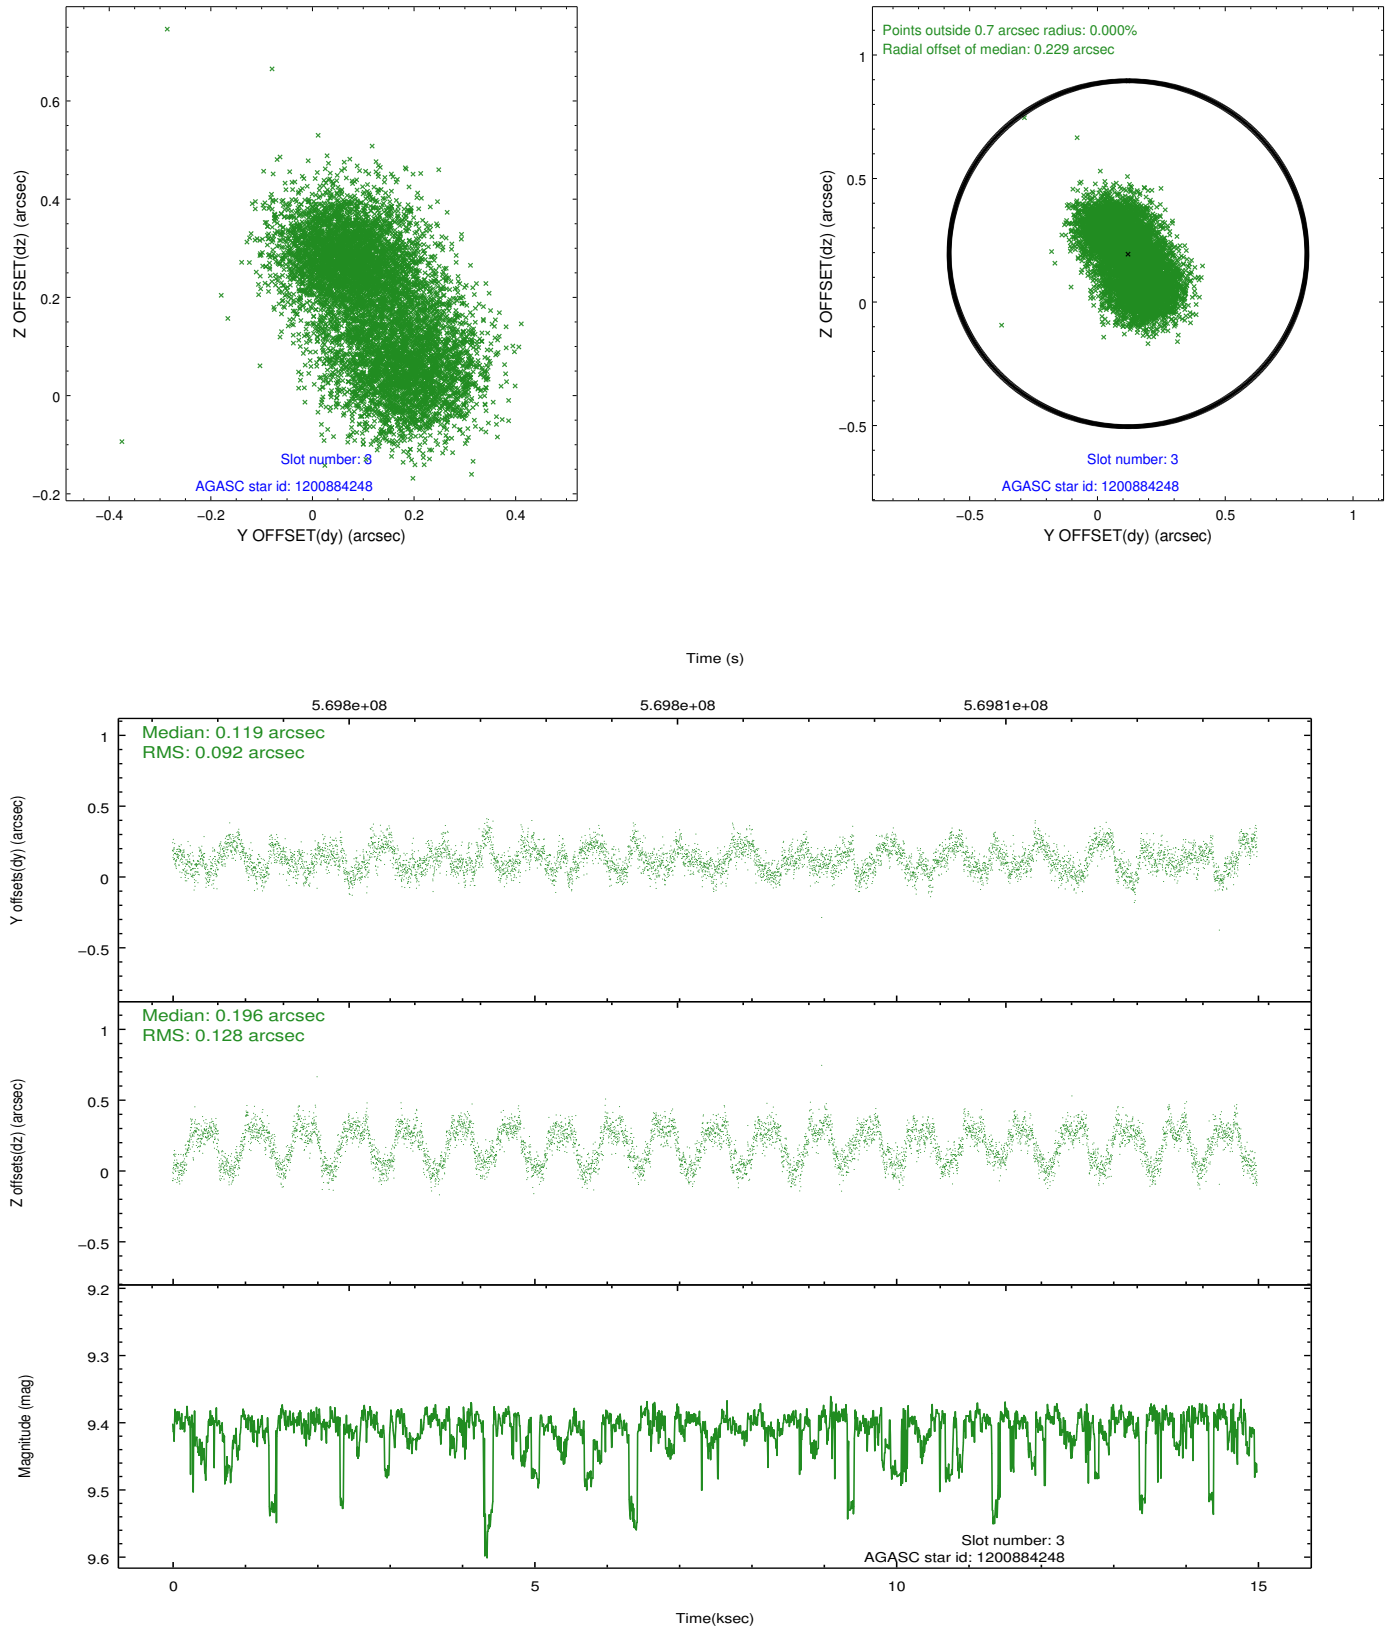 Z OFFSET(dz) (arcsec)
0.6
0.4
0.2
0
−0.2
−0.4
−0.2
0
0.2
0.4
Y OFFSET(dy) (arcsec)
Slot number: 3
AGASC star id: 1200884248
Points outside 0.7 arcsec radius: 0.000%
Radial offset of median: 0.229 arcsec
Z OFFSET(dz) (arcsec)
1
0.5
0
−0.5
−0.5
0
0.5
1
Y OFFSET(dy) (arcsec)
Slot number: 3
AGASC star id: 1200884248
Time (s)
5.698e+08
5.698e+08
5.6981e+08
Median: 0.119 arcsec
RMS: 0.092 arcsec
Y offsets(dy) (arcsec)
1
0.5
0
−0.5
Median: 0.196 arcsec
RMS: 0.128 arcsec
Z offsets(dz) (arcsec)
1
0.5
0
−0.5
Magnitude (mag)
9.2
9.3
9.4
9.5
9.6
Slot number: 3
AGASC star id: 1200884248
0
5
10
15
Time(ksec)